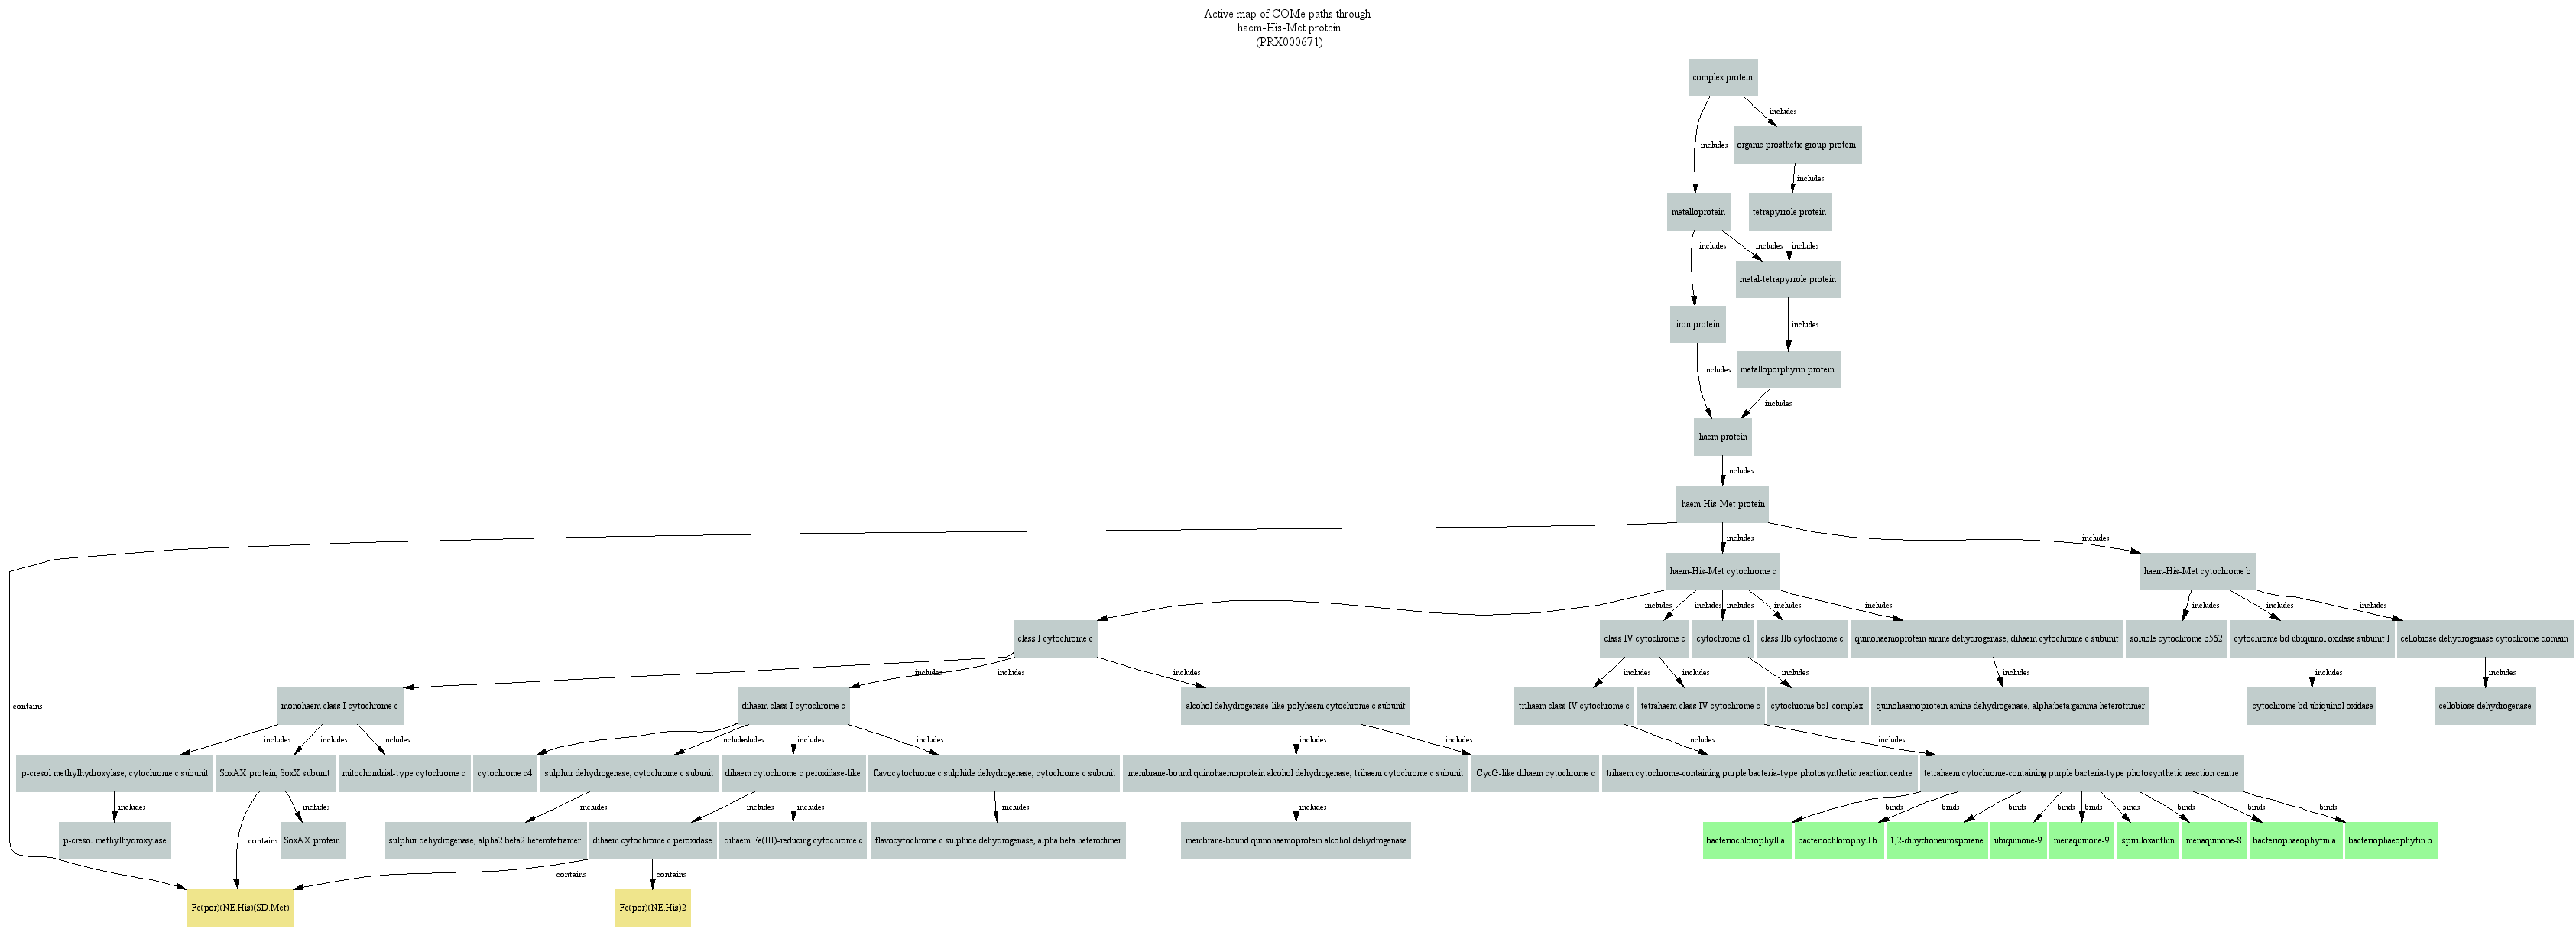 Active map of COMe paths through
haem-His-Met protein
(PRX000671)
complex protein
includes
organic prosthetic group protein
includes
includes
metalloprotein
tetrapyrrole protein
includes
includes
includes
metal-tetrapyrrole protein
iron protein
includes
metalloporphyrin protein
includes
includes
haem protein
includes
haem-His-Met protein
includes
includes
haem-His-Met cytochrome c
haem-His-Met cytochrome b
includes
includes
includes
includes
includes
includes
includes
includes
class I cytochrome c
class IV cytochrome c
cytochrome c1
class IIb cytochrome c
quinohaemoprotein amine dehydrogenase, dihaem cytochrome c subunit
soluble cytochrome b562
cytochrome bd ubiquinol oxidase subunit I
cellobiose dehydrogenase cytochrome domain
includes
includes
includes
includes
includes
includes
includes
includes
includes
contains
monohaem class I cytochrome c
dihaem class I cytochrome c
alcohol dehydrogenase-like polyhaem cytochrome c subunit
trihaem class IV cytochrome c
tetrahaem class IV cytochrome c
cytochrome bc1 complex
quinohaemoprotein amine dehydrogenase, alpha:beta:gamma heterotrimer
cytochrome bd ubiquinol oxidase
cellobiose dehydrogenase
includes
includes
includes
includes
includes
includes
includes
includes
includes
includes
includes
p-cresol methylhydroxylase, cytochrome c subunit
SoxAX protein, SoxX subunit
mitochondrial-type cytochrome c
cytochrome c4
sulphur dehydrogenase, cytochrome c subunit
dihaem cytochrome c peroxidase-like
flavocytochrome c sulphide dehydrogenase, cytochrome c subunit
membrane-bound quinohaemoprotein alcohol dehydrogenase, trihaem cytochrome c subunit
CycG-like dihaem cytochrome c
trihaem cytochrome-containing purple bacteria-type photosynthetic reaction centre
tetrahaem cytochrome-containing purple bacteria-type photosynthetic reaction centre
includes
includes
includes
includes
includes
includes
includes
binds
binds
binds
binds
binds
binds
binds
binds
binds
p-cresol methylhydroxylase
contains
SoxAX protein
sulphur dehydrogenase, alpha2:beta2 heterotetramer
dihaem cytochrome c peroxidase
dihaem Fe(III)-reducing cytochrome c
flavocytochrome c sulphide dehydrogenase, alpha:beta heterodimer
membrane-bound quinohaemoprotein alcohol dehydrogenase
bacteriochlorophyll a
bacteriochlorophyll b
1,2-dihydroneurosporene
ubiquinone-9
menaquinone-9
spirilloxanthin
menaquinone-8
bacteriophaeophytin a
bacteriophaeophytin b
contains
contains
Fe(por)(NE.His)(SD.Met)
Fe(por)(NE.His)2